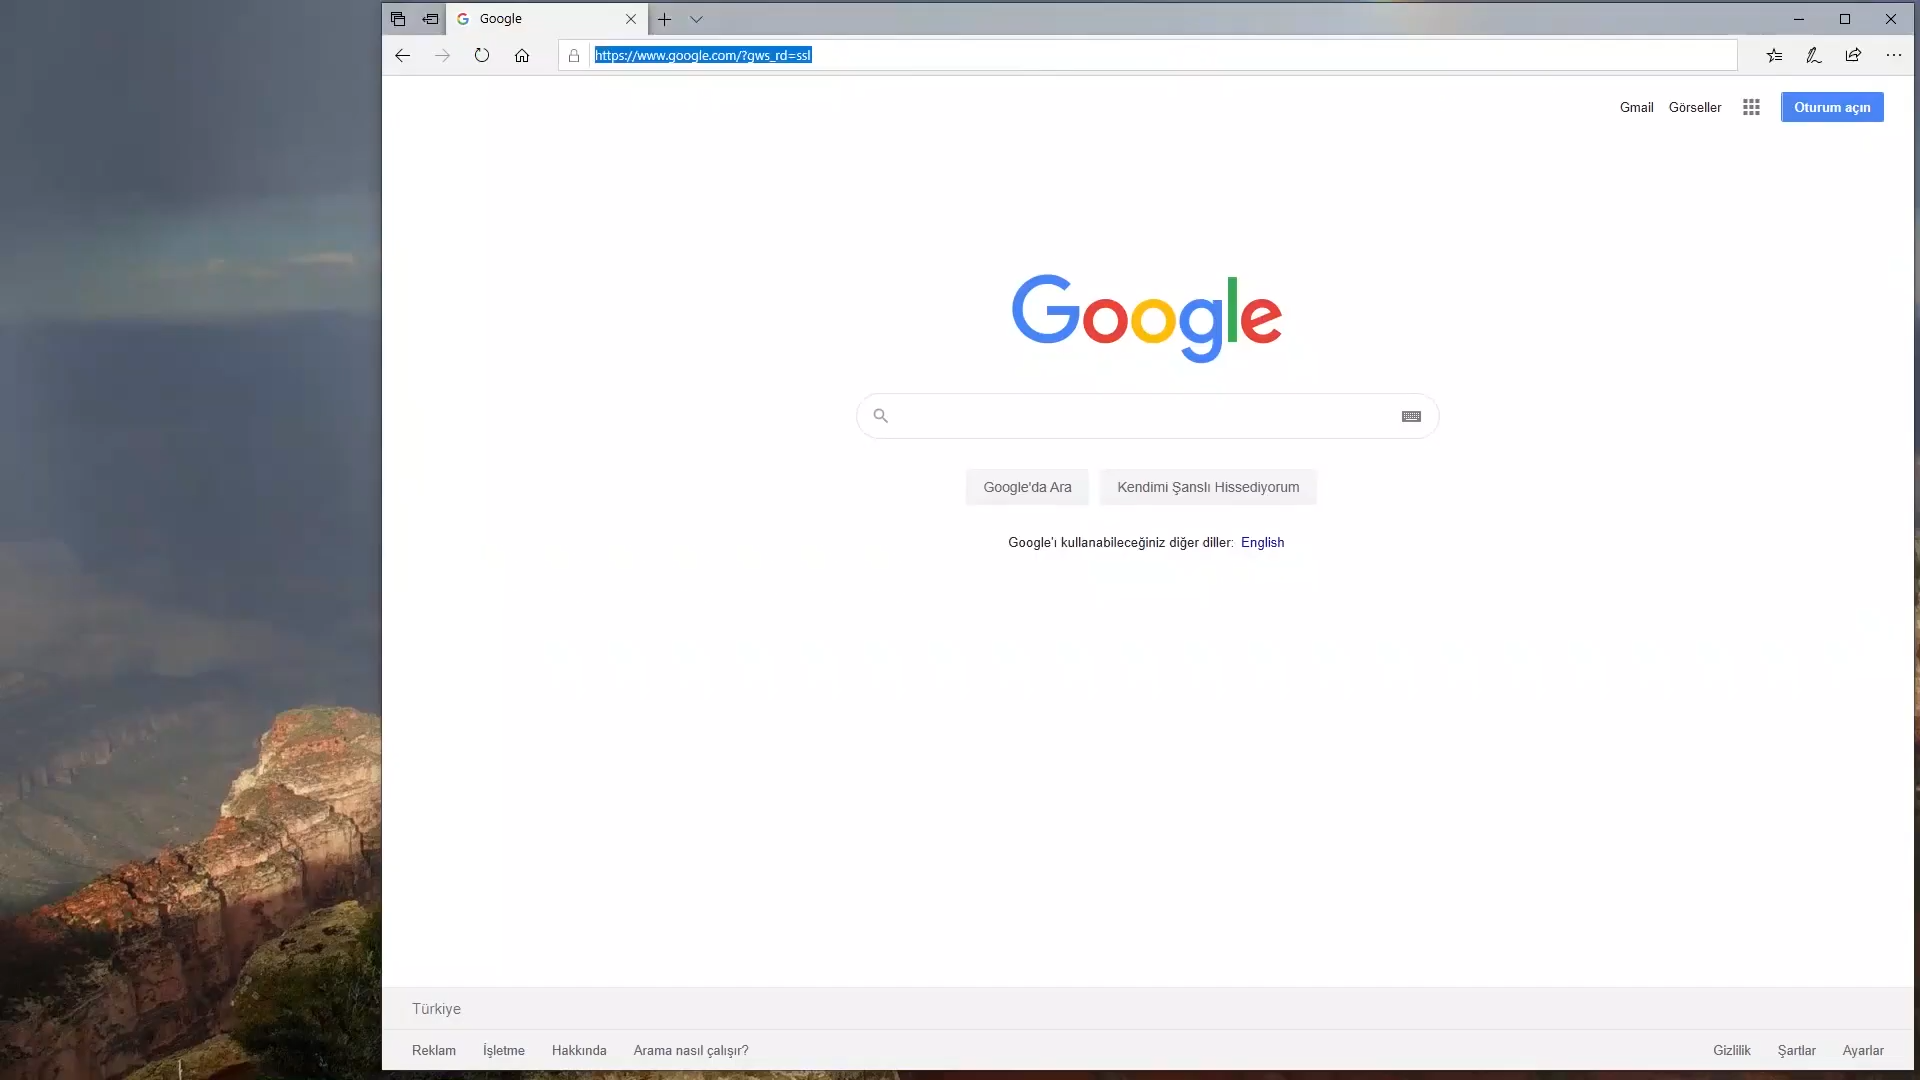 Google
https://www.google.com/?gws_rd=ssl
Gmail Görseller Oturum açın
Google
Google'da Ara Kendimi Şanslı Hissediyorum
Google'ı kullanabileceğiniz diğer diller: English
Türkiye
Reklam İşletme Hakkında Arama nasıl çalışır? Gizlilik Şartlar Ayarlar